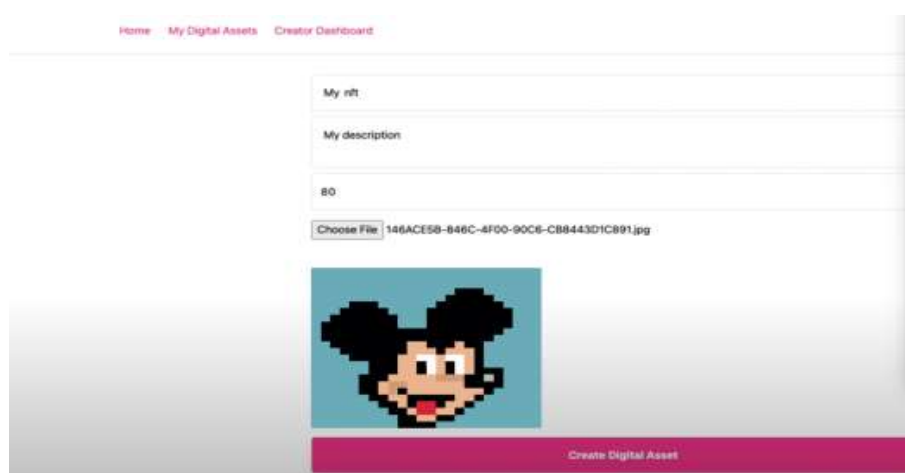 Home My Digital Assets Creator Dashboard
My nft
My description
80
Choose File 146ACE5B-846C-4F00-90C6-CB8443D1C891.jpg
Create Digital Asset